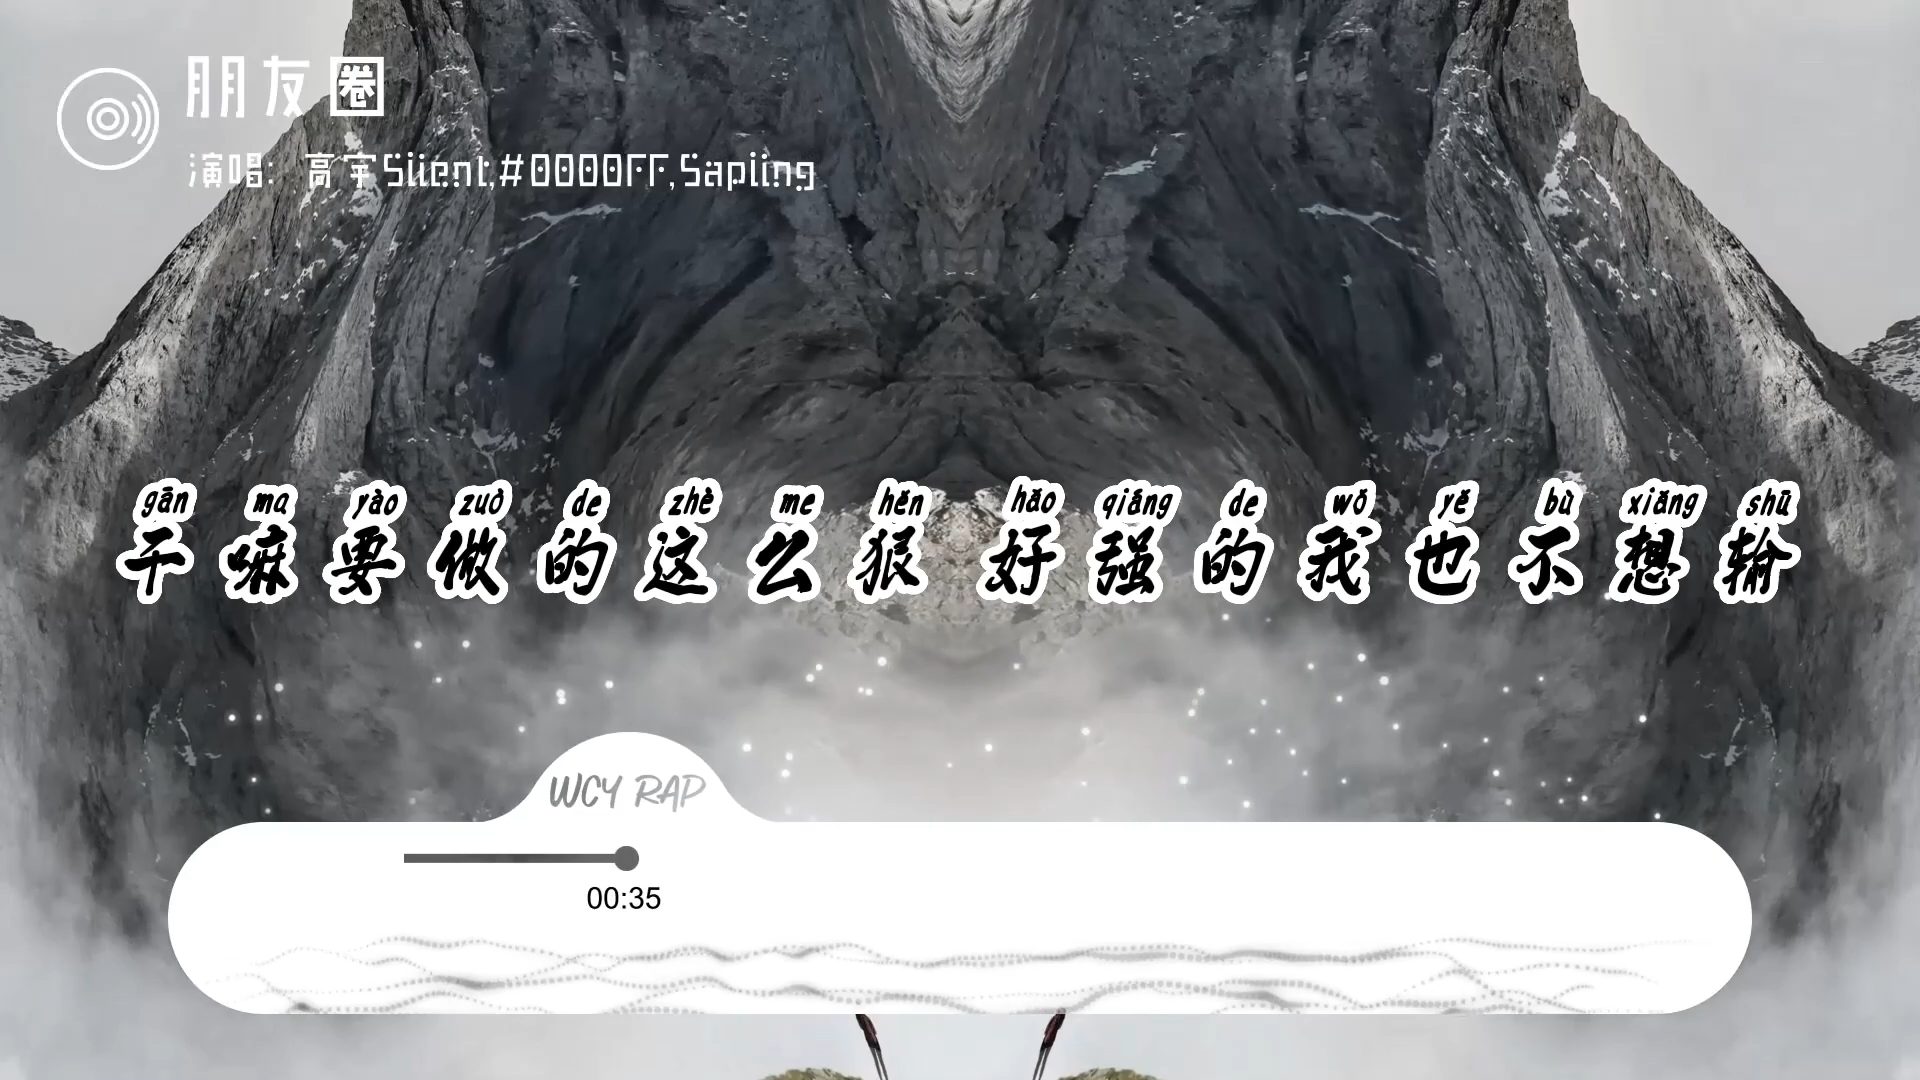 朋友圈
演唱：高宇Silent,#0000FF,Sapling
gān ma yào zuò de zhè me hěn hǎo qiáng de wǒ yě bù xiǎng shū
干嘛要做的这么狠 好强的我也不想输
WCY RAP
00:35